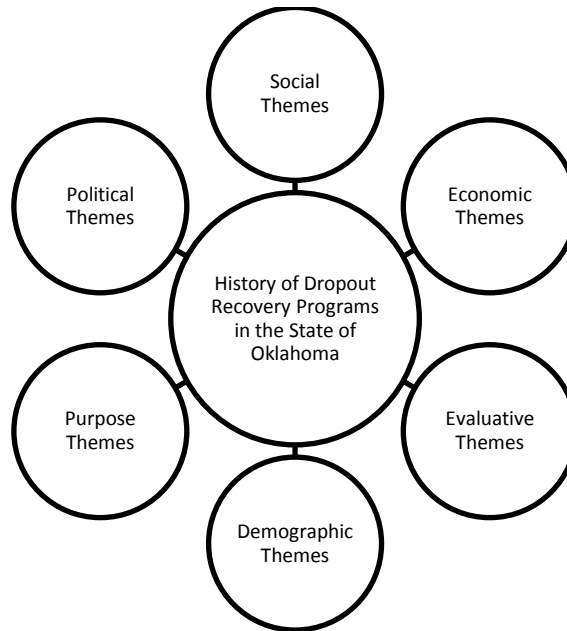 Social
Themes
Political
Themes
Economic
Themes
History of Dropout
Recovery Programs
in the State of
Oklahoma
Purpose
Themes
Evaluative
Themes
Demographic
Themes